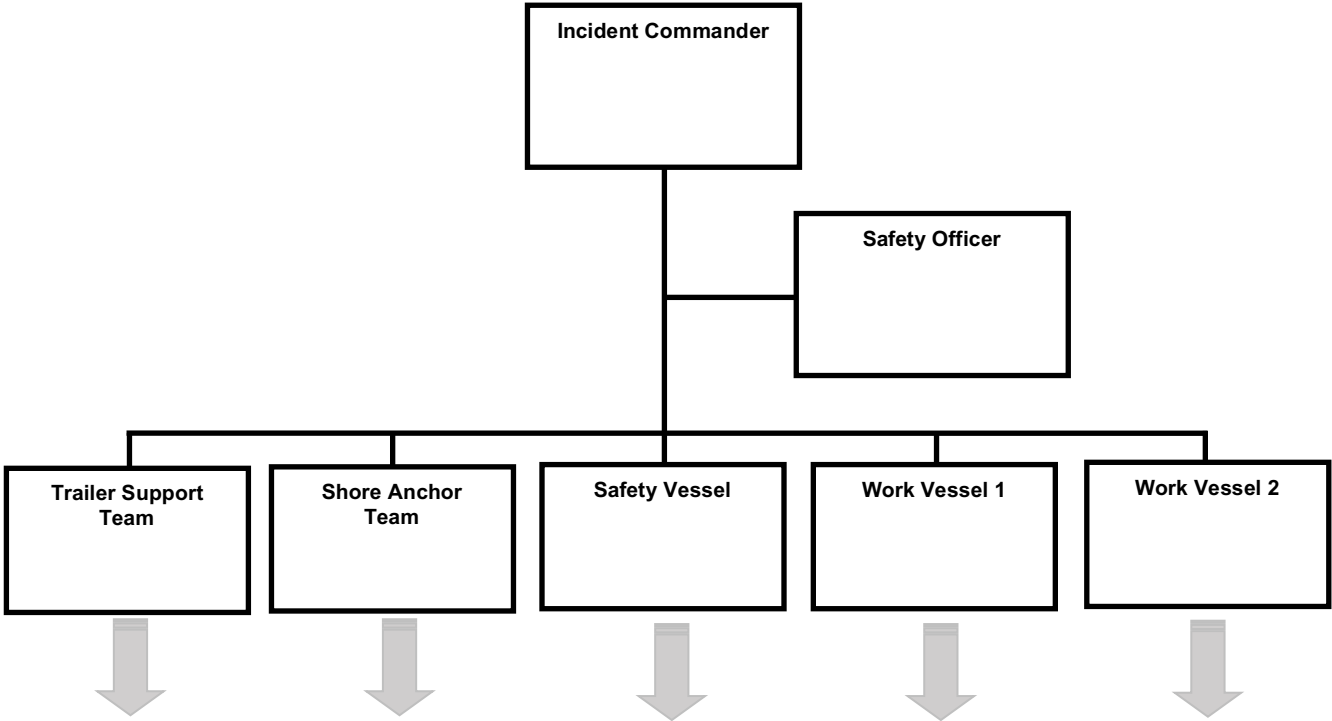 Incident Commander
Safety Officer
Trailer Support
Team
Shore Anchor
Team
Safety Vessel
Work Vessel 1
Work Vessel 2